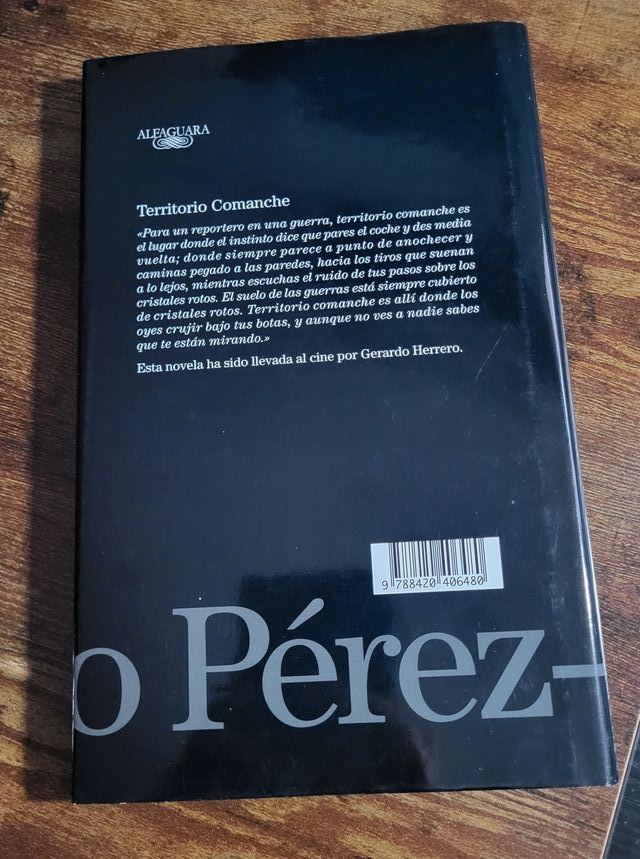 ALFAGUARA
Territorio Comanche
«Para un reportero en una guerra, territorio comanche es
el lugar donde el instinto dice que pares el coche y des media
vuelta; donde siempre parece a punto de anochecer y
caminas pegado a las paredes, hacia los tiros que suenan
a lo lejos, mientras escuchas el ruido de tus pasos sobre los
cristales rotos. El suelo de las guerras está siempre cubierto
de cristales rotos. Territorio comanche es allí donde los
oyes crujir bajo tus botas, y aunque no ves a nadie sabes
que te están mirando.»
Esta novela ha sido llevada al cine por Gerardo Herrero.
9 788420 406480
o Pérez-